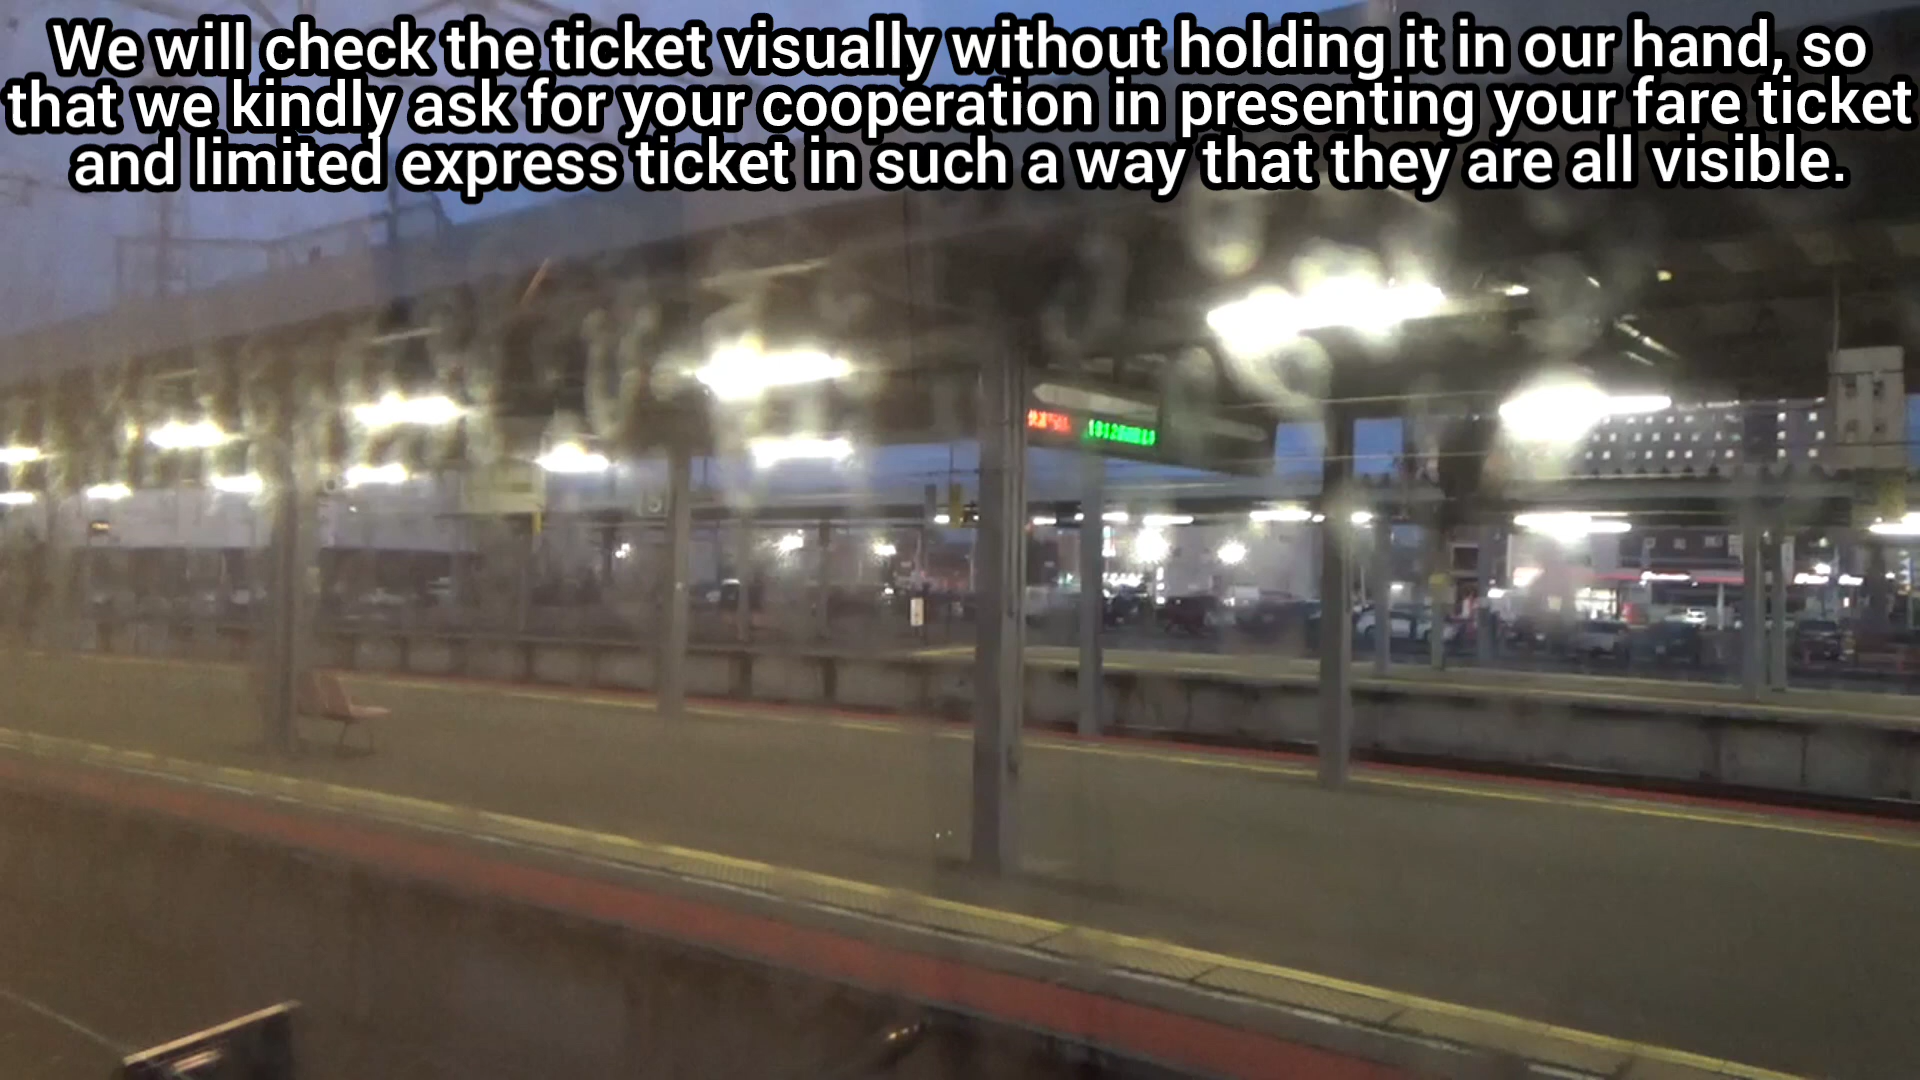 We will check the ticket visually without holding it in our hand, so
that we kindly ask for your cooperation in presenting your fare ticket
and limited express ticket in such a way that they are all visible.